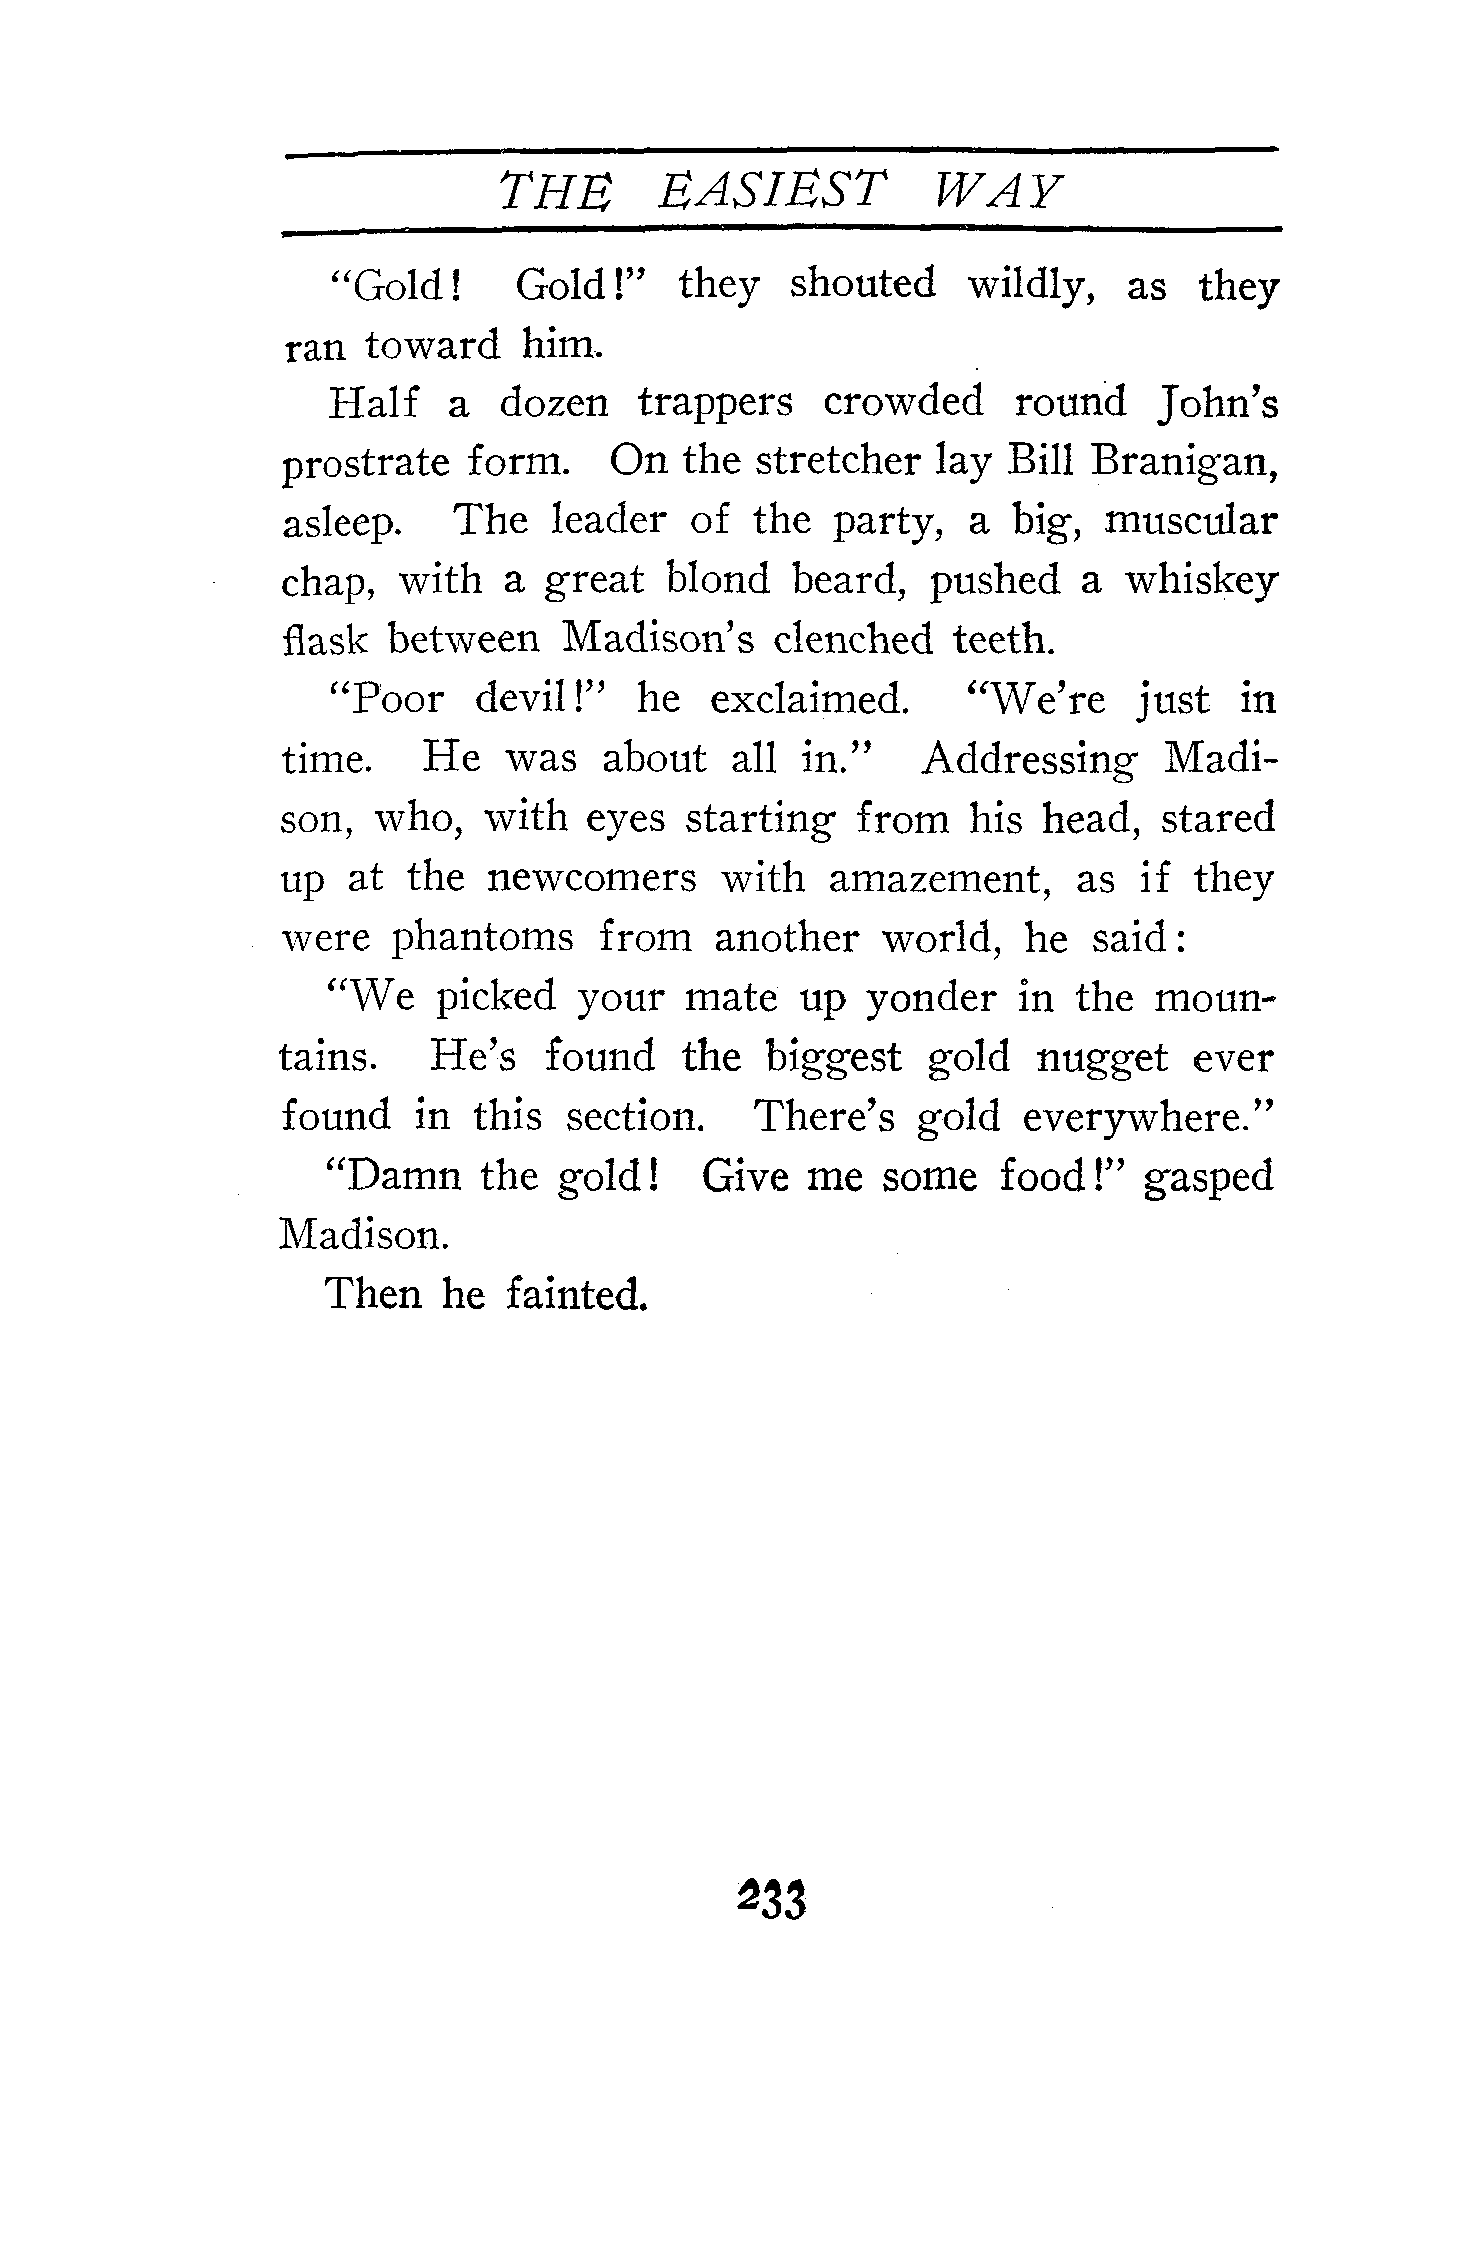 THE EASIEST WAY
“Gold! Gold!” they shouted wildly, as they
ran toward him.
Half a dozen trappers crowded round John’s
prostrate form. On the stretcher lay Bill Branigan,
asleep. The leader of the party, a big, muscular
chap, with a great blond beard, pushed a whiskey
flask between Madison’s clenched teeth.
“Poor devil!” he exclaimed. “We’re just in
time. He was about all in.” Addressing Madi-
son, who, with eyes starting from his head, stared
up at the newcomers with amazement, as if they
were phantoms from another world, he said:
“We picked your mate up yonder in the moun-
tains. He’s found the biggest gold nugget ever
found in this section. There’s gold everywhere.”
“Damn the gold! Give me some food!” gasped
Madison.
Then he fainted.
233